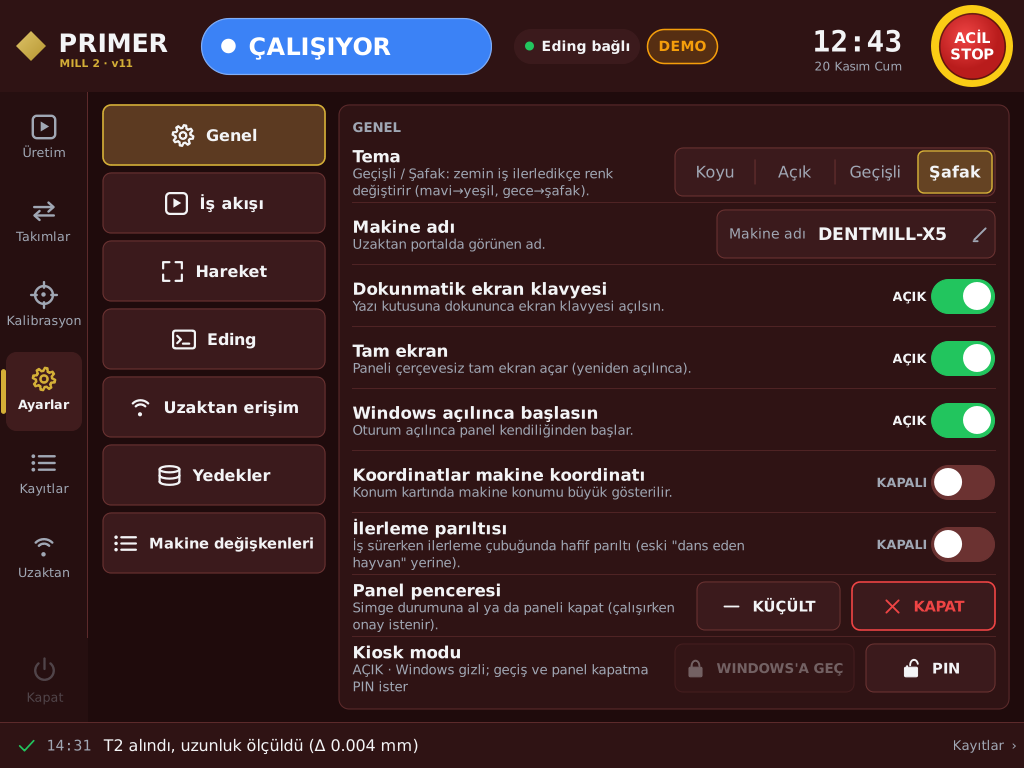 PRIMER
MILL 2 · v11
ÇALIŞIYOR
Eding bağlı
DEMO
12:43
20 Kasım Cum
ACİL
STOP
Üretim
Takımlar
Kalibrasyon
Ayarlar
Kayıtlar
Uzaktan
Kapat
Genel
İş akışı
Hareket
Eding
Uzaktan erişim
Yedekler
Makine değişkenleri
GENEL
Tema
Geçişli / Şafak: zemin iş ilerledikçe renk
değiştirir (mavi→yeşil, gece→şafak).
Koyu
Açık
Geçişli
Şafak
Makine adı
Uzaktan portalda görünen ad.
Makine adı DENTMILL-X5
Dokunmatik ekran klavyesi
Yazı kutusuna dokununca ekran klavyesi açılsın.
AÇIK
Tam ekran
Paneli çerçevesiz tam ekran açar (yeniden açılınca).
AÇIK
Windows açılınca başlasın
Oturum açılınca panel kendiliğinden başlar.
AÇIK
Koordinatlar makine koordinatı
Konum kartında makine konumu büyük gösterilir.
KAPALI
İlerleme parıltısı
İş sürerken ilerleme çubuğunda hafif parıltı (eski "dans eden
hayvan" yerine).
KAPALI
Panel penceresi
Simge durumuna al ya da paneli kapat (çalışırken
onay istenir).
KÜÇÜLT
KAPAT
Kiosk modu
AÇIK · Windows gizli; geçiş ve panel kapatma
PIN ister
WINDOWS'A GEÇ
PIN
14:31 T2 alındı, uzunluk ölçüldü (Δ 0.004 mm)
Kayıtlar ›